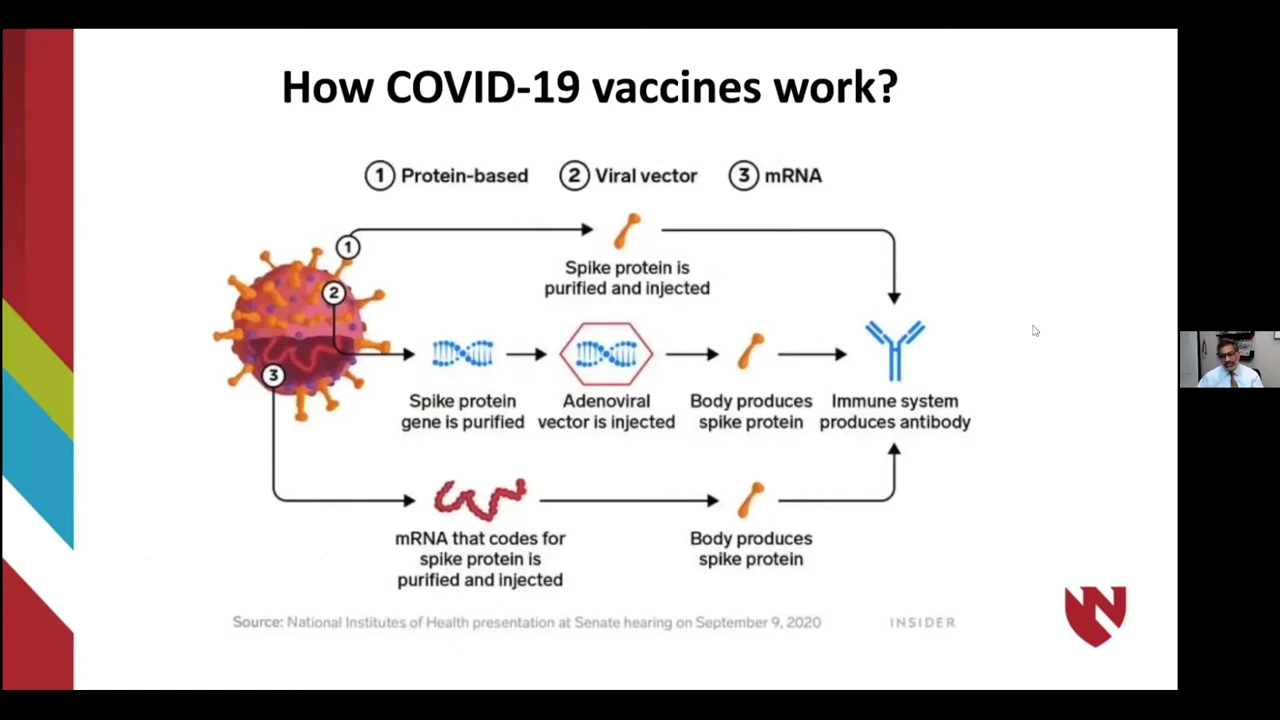 How COVID-19 vaccines work?
1 Protein-based
2 Viral vector
3 mRNA
1
Spike protein is
purified and injected
2
3
Spike protein
gene is purified
Adenoviral
vector is injected
Body produces
spike protein
Immune system
produces antibody
mRNA that codes for
spike protein is
purified and injected
Body produces
spike protein
Source: National Institutes of Health presentation at Senate hearing on September 9, 2020
INSIDER
N